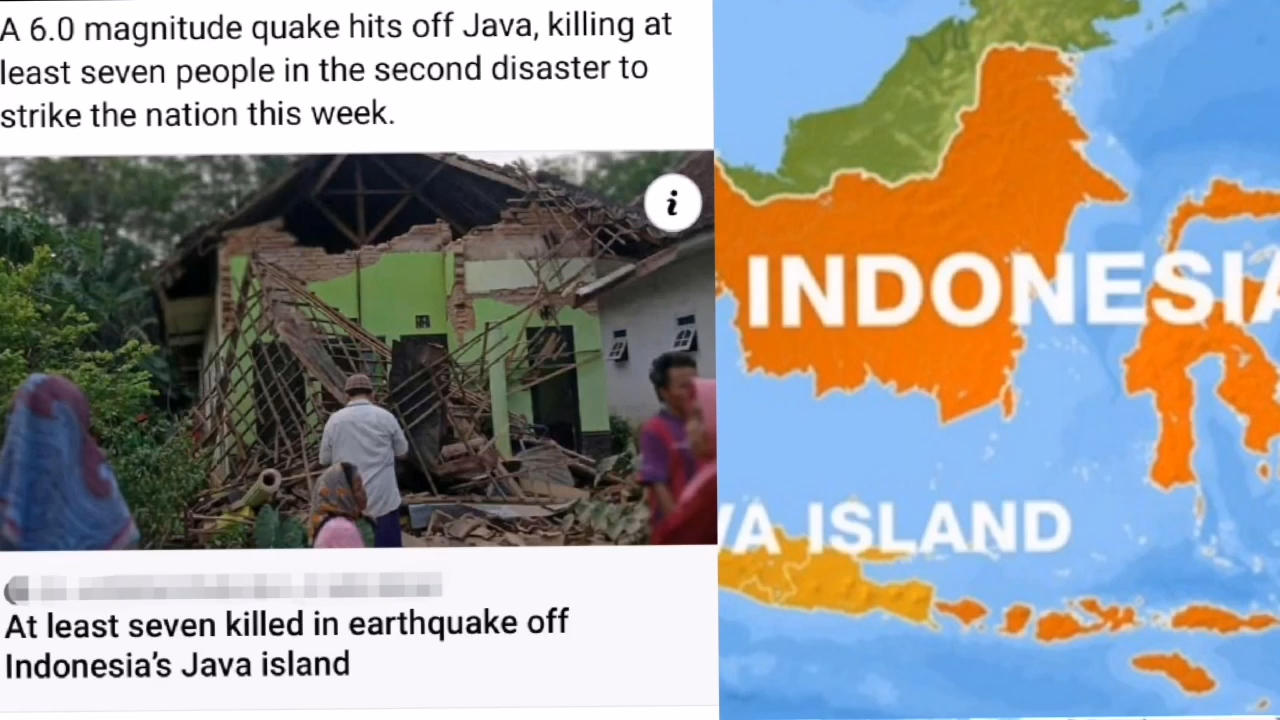 A 6.0 magnitude quake hits off Java, killing at
least seven people in the second disaster to
strike the nation this week.
i
At least seven killed in earthquake off
Indonesia's Java island
INDONESIA
VA ISLAND